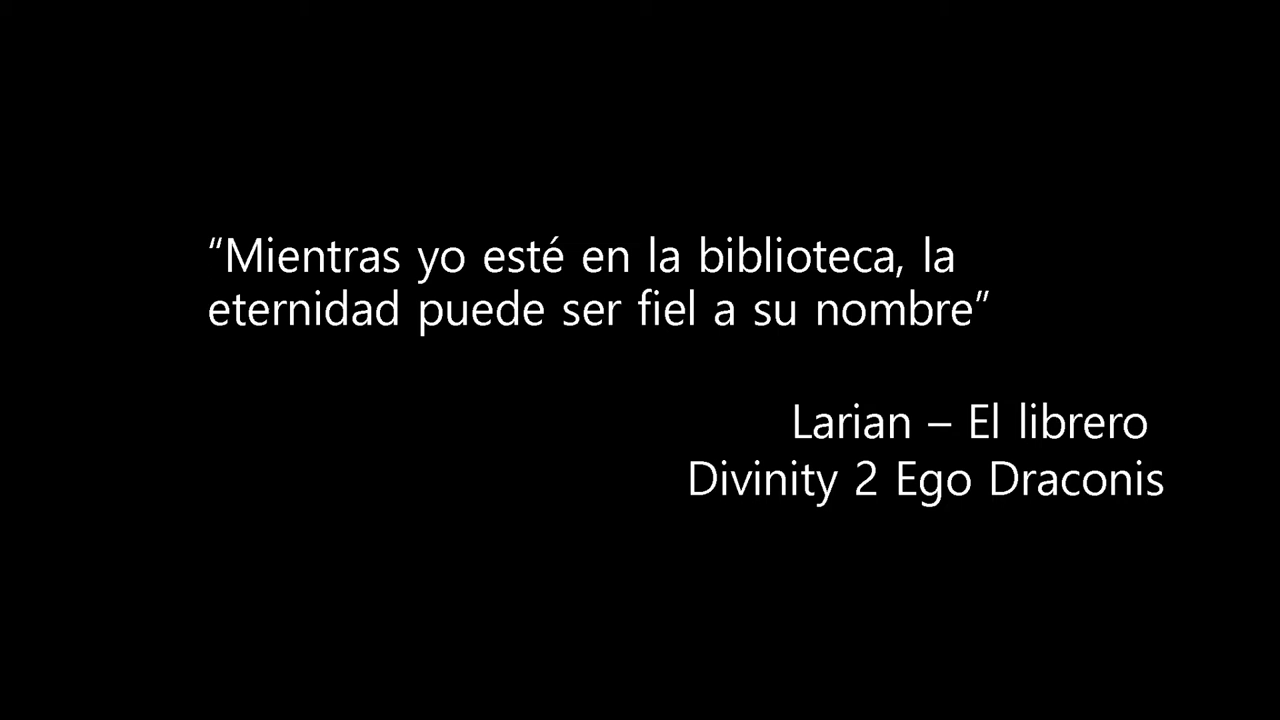 “Mientras yo esté en la biblioteca, la
eternidad puede ser fiel a su nombre”
Larian – El librero
Divinity 2 Ego Draconis